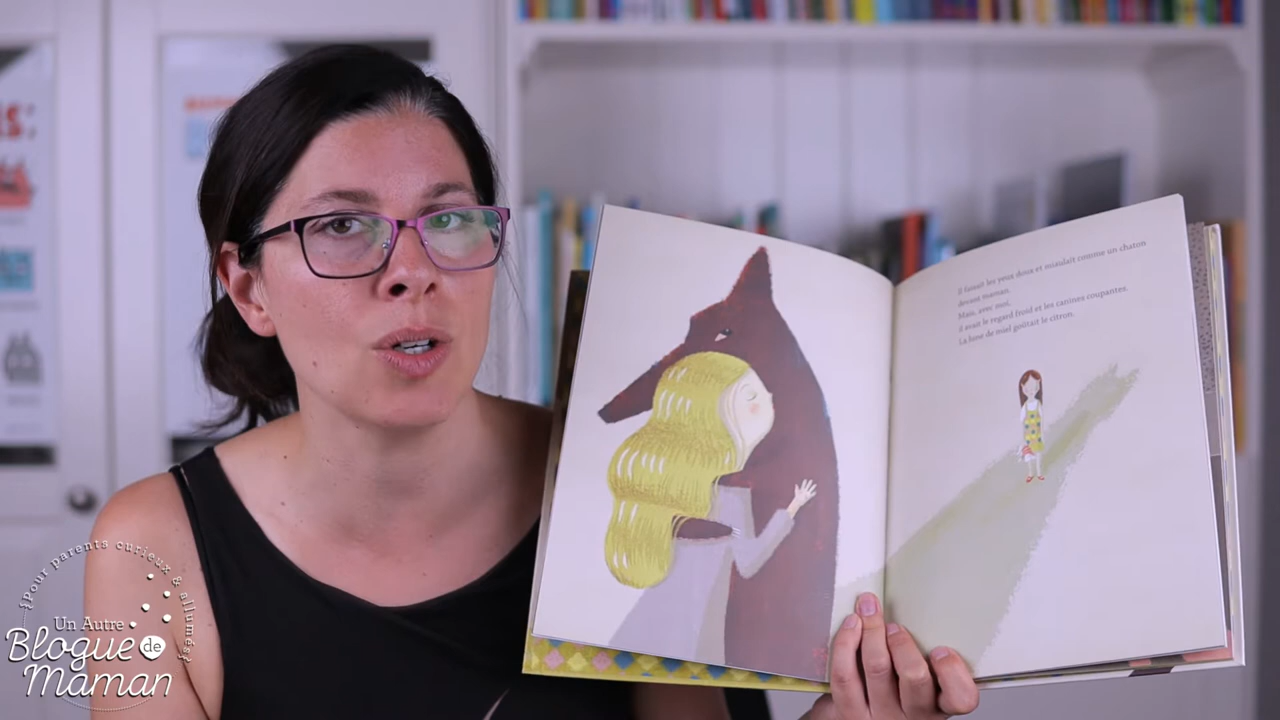 Il faisait les yeux doux et miaulait comme un chaton
devant maman.
Mais, avec moi,
il avait le regard froid et les canines coupantes.
La lune de miel goûtait le citron.
{Pour parents curieux & allumés}
Un Autre
Blogue de
Maman